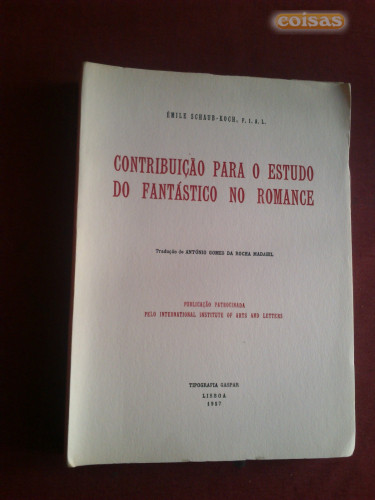 coisas
ÉMILE SCHAUB-KOCH, F. I. A. L.
CONTRIBUIÇÃO PARA O ESTUDO
DO FANTÁSTICO NO ROMANCE
Tradução de ANTÓNIO GOMES DA ROCHA MADAHIL
PUBLICAÇÃO PATROCINADA
PELO INTERNATIONAL INSTITUTE OF ARTS AND LETTERS
TIPOGRAFIA GASPAR
LISBOA
1957